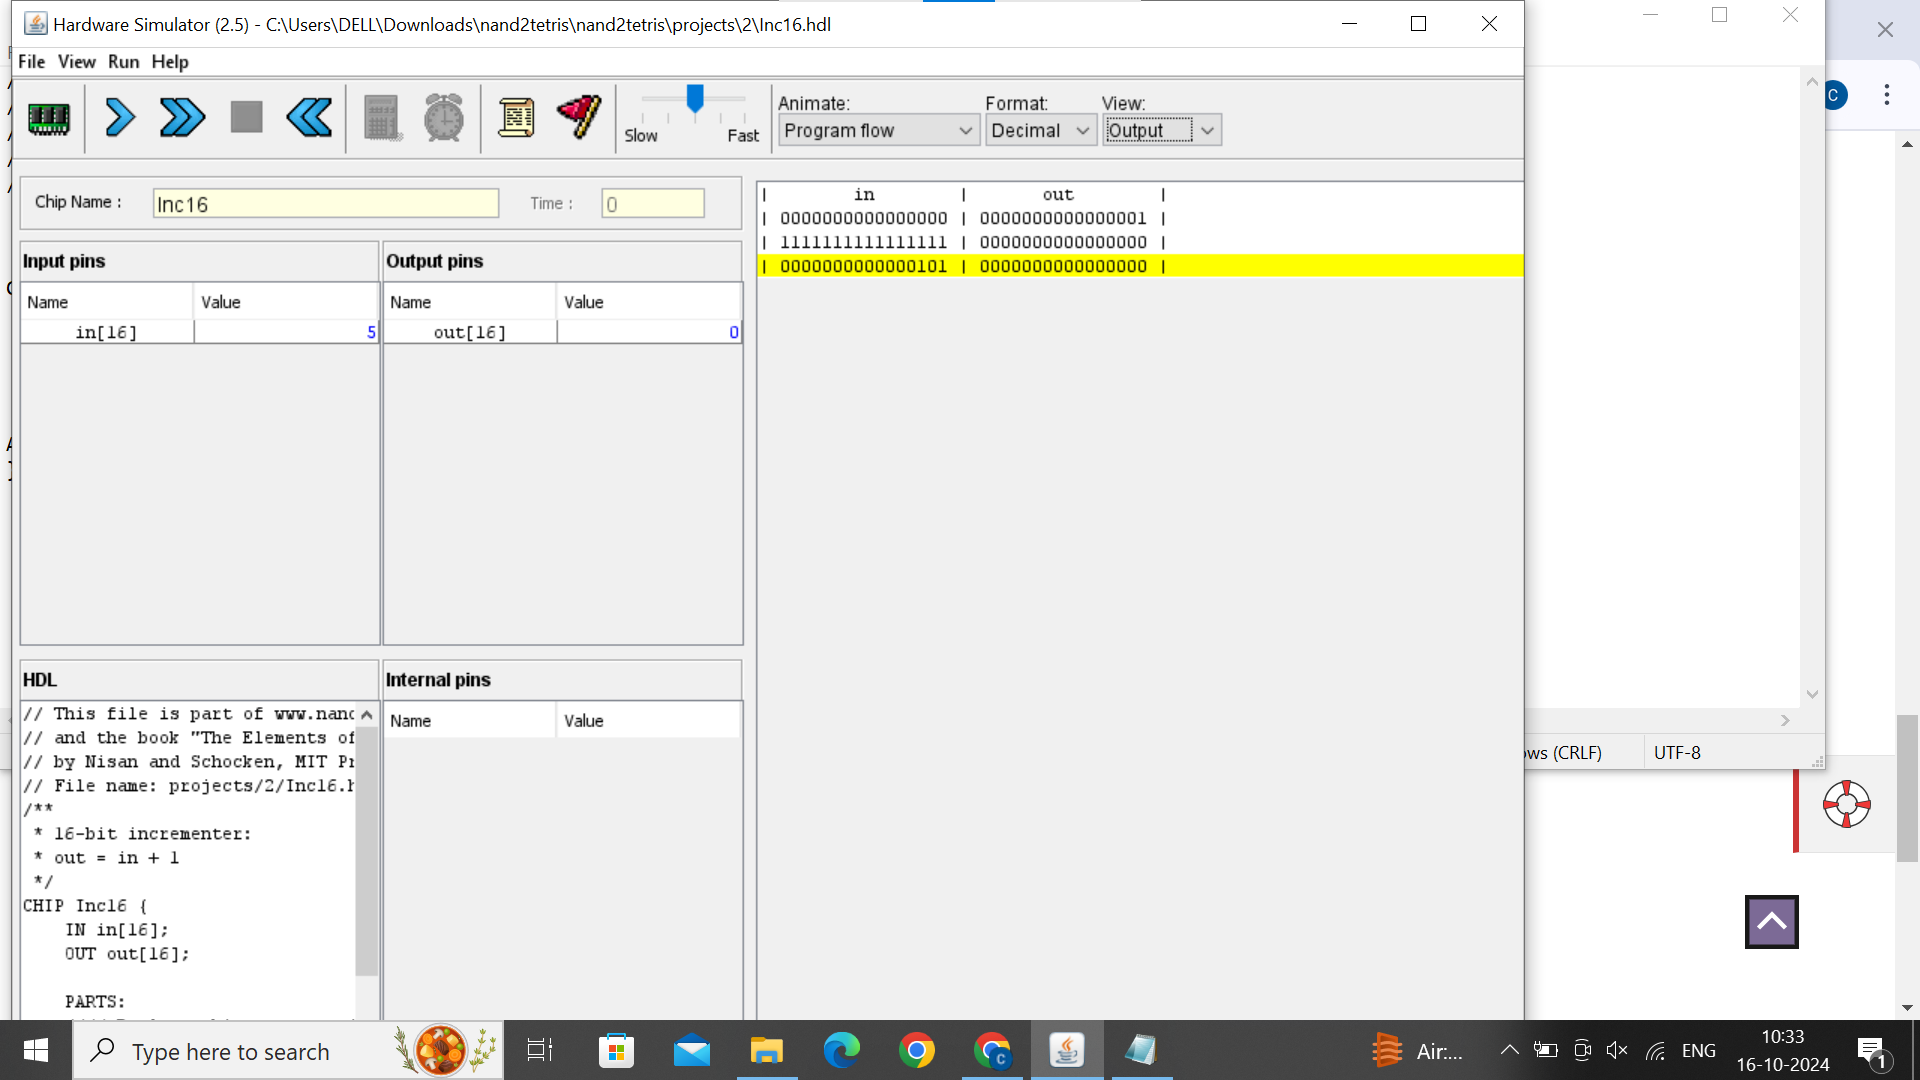 Hardware Simulator (2.5) - C:\Users\DELL\Downloads\nand2tetris\nand2tetris\projects\2\Inc16.hdl
File View Run Help
Animate:
Format:
View:
Slow
Fast
Program flow
Decimal
Output
Chip Name :
Inc16
Time :
0
Input pins
Output pins
Name Value
Name Value
in[16] 5
out[16] 0
| in | out |
| 0000000000000000 | 0000000000000001 |
| 1111111111111111 | 0000000000000000 |
| 0000000000000101 | 0000000000000000 |
HDL
Internal pins
Name Value
// This file is part of www.nand
// and the book "The Elements of
// by Nisan and Schocken, MIT Pr
// File name: projects/2/Inc16.h
/**
* 16-bit incrementer:
* out = in + 1
*/
CHIP Inc16 {
IN in[16];
OUT out[16];
PARTS:
C
ows (CRLF)
UTF-8
Type here to search
C
Air:...
ENG
10:33
16-10-2024
1